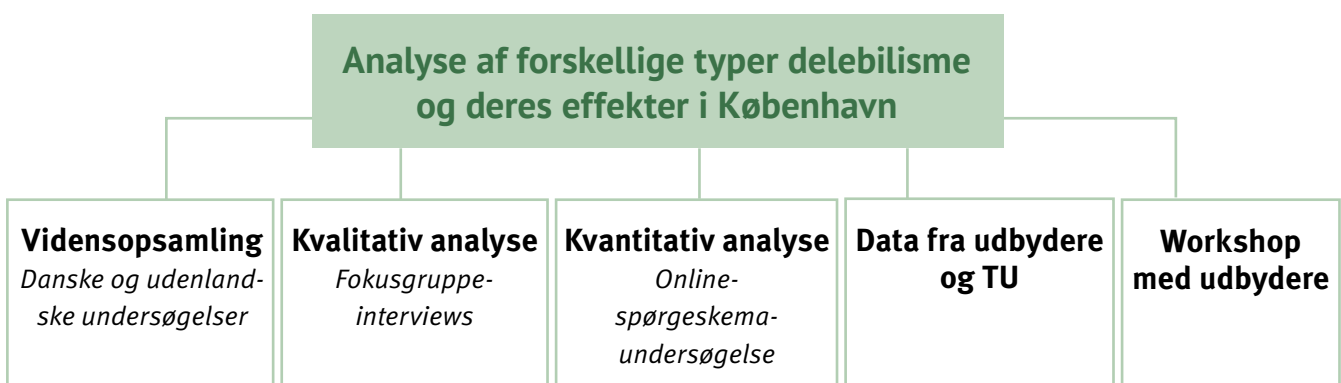 Analyse af forskellige typer delebilisme
og deres effekter i København
Vidensopsamling
Danske og udenland-
ske undersøgelser
Kvalitativ analyse
Fokusgruppe-
interviews
Kvantitativ analyse
Online-
spørgeskema-
undersøgelse
Data fra udbydere
og TU
Workshop
med udbydere